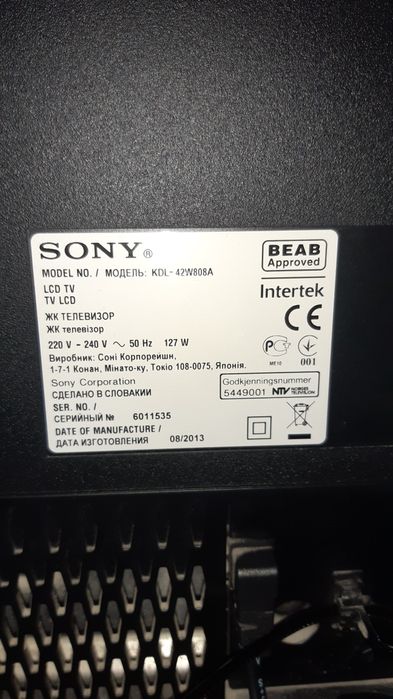 SONY®
MODEL NO. / МОДЕЛЬ: KDL-42W808A
LCD TV
TV LCD
ЖК ТЕЛЕВИЗОР
ЖК телевізор
220 V - 240 V ~ 50 Hz 127 W
Виробник: Соні Корпорейшн,
1-7-1 Конан, Мінато-ку, Токіо 108-0075, Японія.
Sony Corporation
СДЕЛАНО В СЛОВАКИИ
SER. NO. /
СЕРИЙНЫЙ № 6011535
DATE OF MANUFACTURE /
ДАТА ИЗГОТОВЛЕНИЯ 08/2013
BEAB
Approved
Intertek
CE
ME10 001
Godkjenningsnummer
5449001 NTV